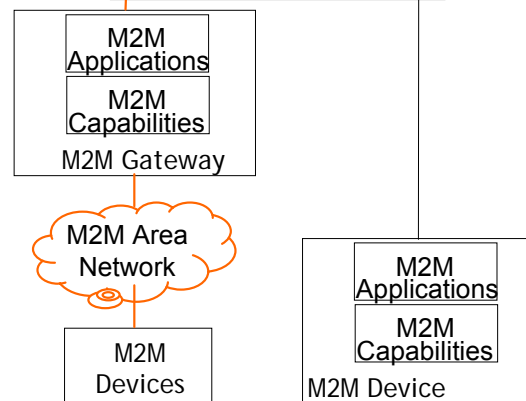 M2M
Applications
M2M
Capabilities
M2M Gateway
M2M Area
Network
M2M
Devices
M2M
Applications
M2M
Capabilities
M2M Device